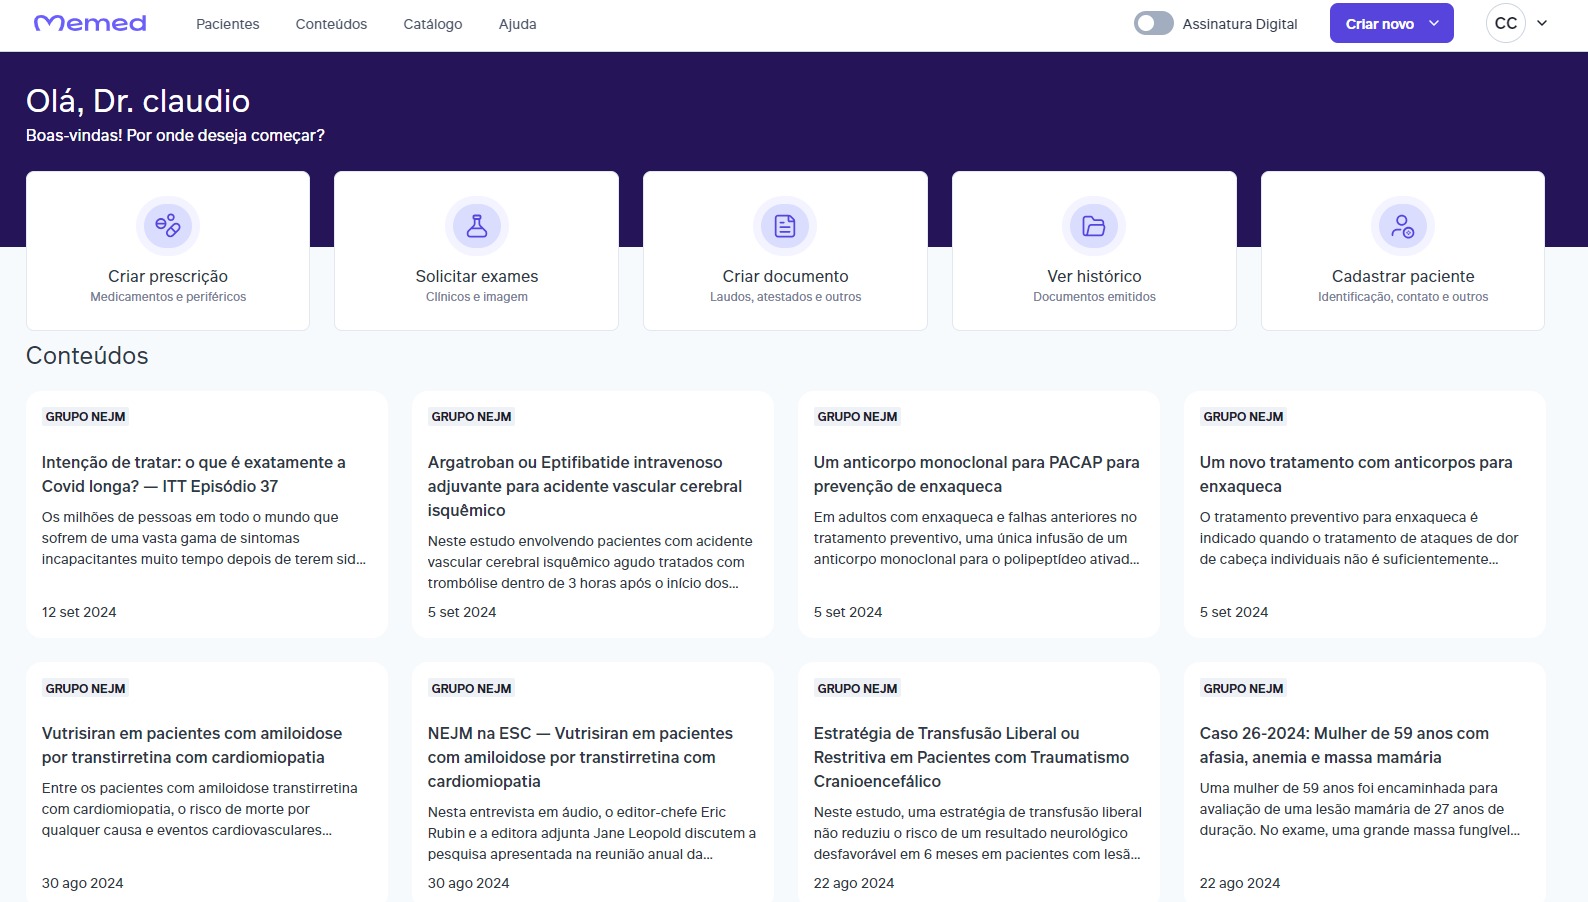 Memed
Pacientes
Conteúdos
Catálogo
Ajuda
Assinatura Digital
Criar novo
CC
Olá, Dr. claudio
Boas-vindas! Por onde deseja começar?
Criar prescrição
Medicamentos e periféricos
Solicitar exames
Clínicos e imagem
Criar documento
Laudos, atestados e outros
Ver histórico
Documentos emitidos
Cadastrar paciente
Identificação, contato e outros
Conteúdos
GRUPO NEJM
Intenção de tratar: o que é exatamente a
Covid longa? — ITT Episódio 37
Os milhões de pessoas em todo o mundo que
sofrem de uma vasta gama de sintomas
incapacitantes muito tempo depois de terem sid...
12 set 2024
GRUPO NEJM
Argatroban ou Eptifibatide intravenoso
adjuvante para acidente vascular cerebral
isquêmico
Neste estudo envolvendo pacientes com acidente
vascular cerebral isquêmico agudo tratados com
trombólise dentro de 3 horas após o início dos...
5 set 2024
GRUPO NEJM
Um anticorpo monoclonal para PACAP para
prevenção de enxaqueca
Em adultos com enxaqueca e falhas anteriores no
tratamento preventivo, uma única infusão de um
anticorpo monoclonal para o polipeptídeo ativad...
5 set 2024
GRUPO NEJM
Um novo tratamento com anticorpos para
enxaqueca
O tratamento preventivo para enxaqueca é
indicado quando o tratamento de ataques de dor
de cabeça individuais não é suficientemente...
5 set 2024
GRUPO NEJM
Vutrisiran em pacientes com amiloidose
por transtirretina com cardiomiopatia
Entre os pacientes com amiloidose transtirretina
com cardiomiopatia, o risco de morte por
qualquer causa e eventos cardiovasculares...
30 ago 2024
GRUPO NEJM
NEJM na ESC — Vutrisiran em pacientes
com amiloidose por transtirretina com
cardiomiopatia
Nesta entrevista em áudio, o editor-chefe Eric
Rubin e a editora adjunta Jane Leopold discutem a
pesquisa apresentada na reunião anual da...
30 ago 2024
GRUPO NEJM
Estratégia de Transfusão Liberal ou
Restritiva em Pacientes com Traumatismo
Cranioencefálico
Neste estudo, uma estratégia de transfusão liberal
não reduziu o risco de um resultado neurológico
desfavorável em 6 meses em pacientes com lesã...
22 ago 2024
GRUPO NEJM
Caso 26-2024: Mulher de 59 anos com
afasia, anemia e massa mamária
Uma mulher de 59 anos foi encaminhada para
avaliação de uma lesão mamária de 27 anos de
duração. No exame, uma grande massa fungível...
22 ago 2024